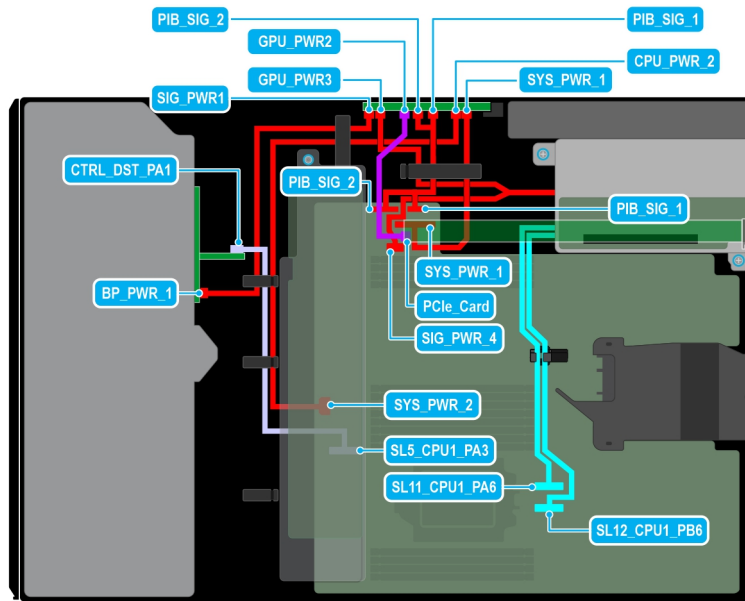 PIB_SIG_2
PIB_SIG_1
GPU_PWR2
CPU_PWR_2
GPU_PWR3
SYS_PWR_1
SIG_PWR1
CTRL_DST_PA1
PIB_SIG_2
PIB_SIG_1
SYS_PWR_1
BP_PWR_1
PCIe_Card
SIG_PWR_4
SYS_PWR_2
SL5_CPU1_PA3
SL11_CPU1_PA6
SL12_CPU1_PB6